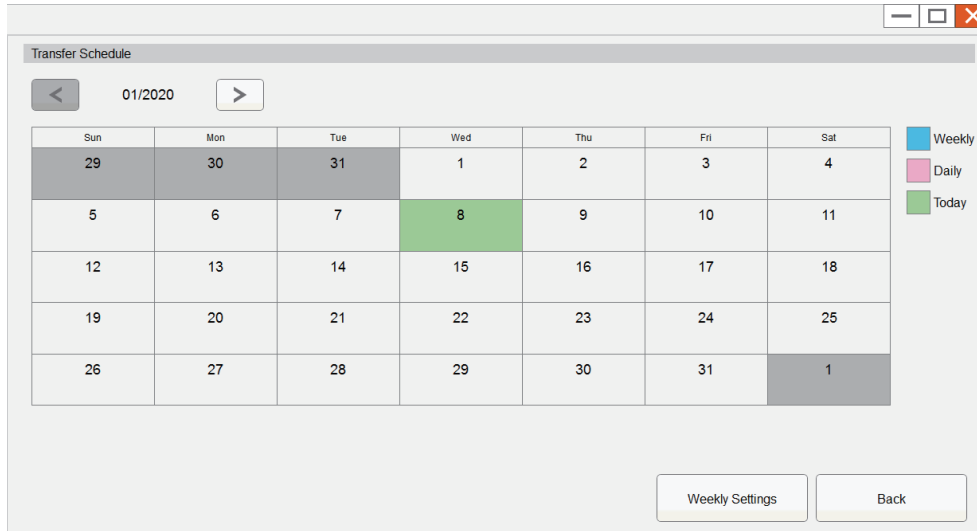 Transfer Schedule
< 01/2020 >
Sun Mon Tue Wed Thu Fri Sat
29 30 31 1 2 3 4
5 6 7 8 9 10 11
12 13 14 15 16 17 18
19 20 21 22 23 24 25
26 27 28 29 30 31 1
Weekly
Daily
Today
Weekly Settings Back